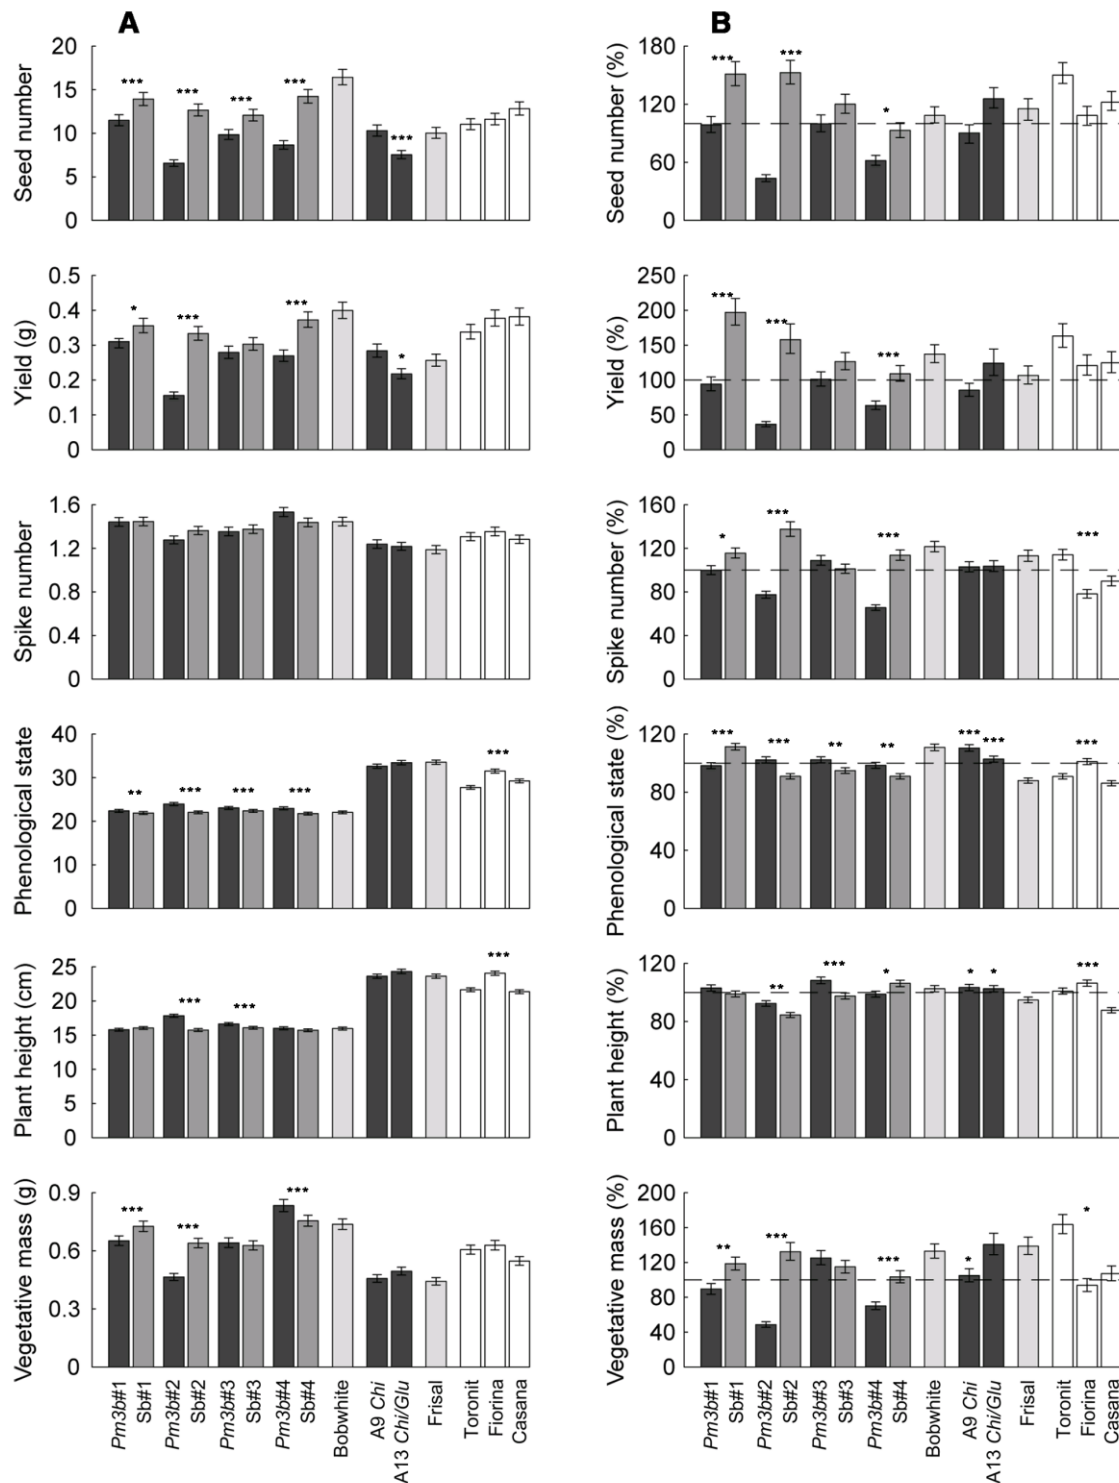 A
B
Seed number
20
15
10
5
0
*** *** *** *** ***
Seed number (%)
180
120
60
0
*** *** *
Yield (g)
0.5
0.4
0.3
0.2
0.1
0
* *** *** *
Yield (%)
250
200
150
100
50
0
*** *** ***
Spike number
1.6
1.2
0.8
0.4
0
Spike number (%)
160
120
80
40
0
* *** *** ***
Phenological state
40
30
20
10
0
** *** *** *** ***
Phenological state (%)
120
80
40
0
*** *** ** ** *** *** ***
Plant height (cm)
25
20
15
10
5
0
*** *** ***
Plant height (%)
120
80
40
0
** *** * * * ***
Vegetative mass (g)
0.9
0.6
0.3
0
*** *** ***
Vegetative mass (%)
200
160
120
80
40
0
** *** *** * *
Pm3b#1
Sb#1
Pm3b#2
Sb#2
Pm3b#3
Sb#3
Pm3b#4
Sb#4
Bobwhite
A9 Chi
A13 Chi/Glu
Frisal
Toronit
Fiorina
Casana
Pm3b#1
Sb#1
Pm3b#2
Sb#2
Pm3b#3
Sb#3
Pm3b#4
Sb#4
Bobwhite
A9 Chi
A13 Chi/Glu
Frisal
Toronit
Fiorina
Casana